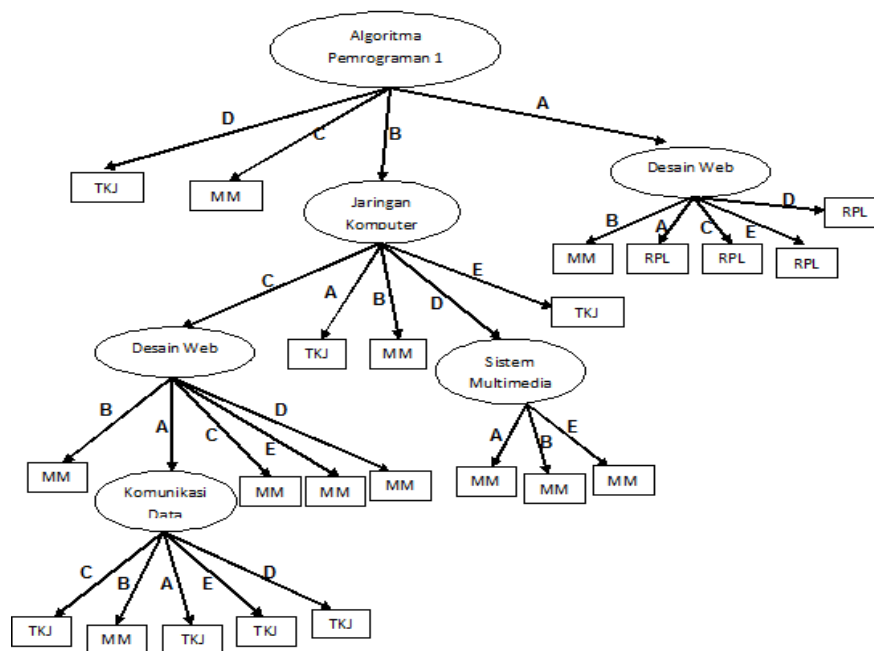 Algoritma
Pemrograman 1
D
C
B
A
TKJ
MM
Jaringan
Komputer
Desain Web
B
A
C
E
D
MM
RPL
RPL
RPL
RPL
C
A
B
D
E
Desain Web
TKJ
MM
Sistem
Multimedia
TKJ
B
A
C
E
D
MM
Komunikasi
Data
MM
MM
MM
A
B
E
MM
MM
MM
C
B
A
E
D
TKJ
MM
TKJ
TKJ
TKJ